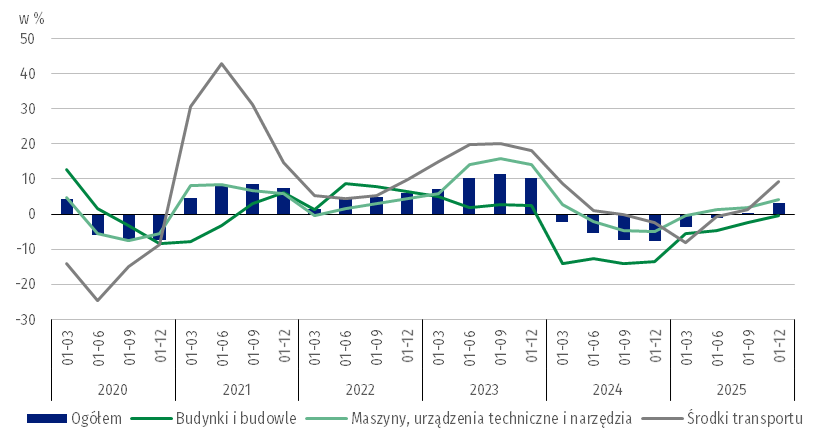 w %
50
40
30
20
10
0
-10
-20
-30
01-03 01-06 01-09 01-12 01-03 01-06 01-09 01-12 01-03 01-06 01-09 01-12 01-03 01-06 01-09 01-12 01-03 01-06 01-09 01-12 01-03 01-06 01-09 01-12
2020 2021 2022 2023 2024 2025
Ogółem Budynki i budowle Maszyny, urządzenia techniczne i narzędzia Środki transportu